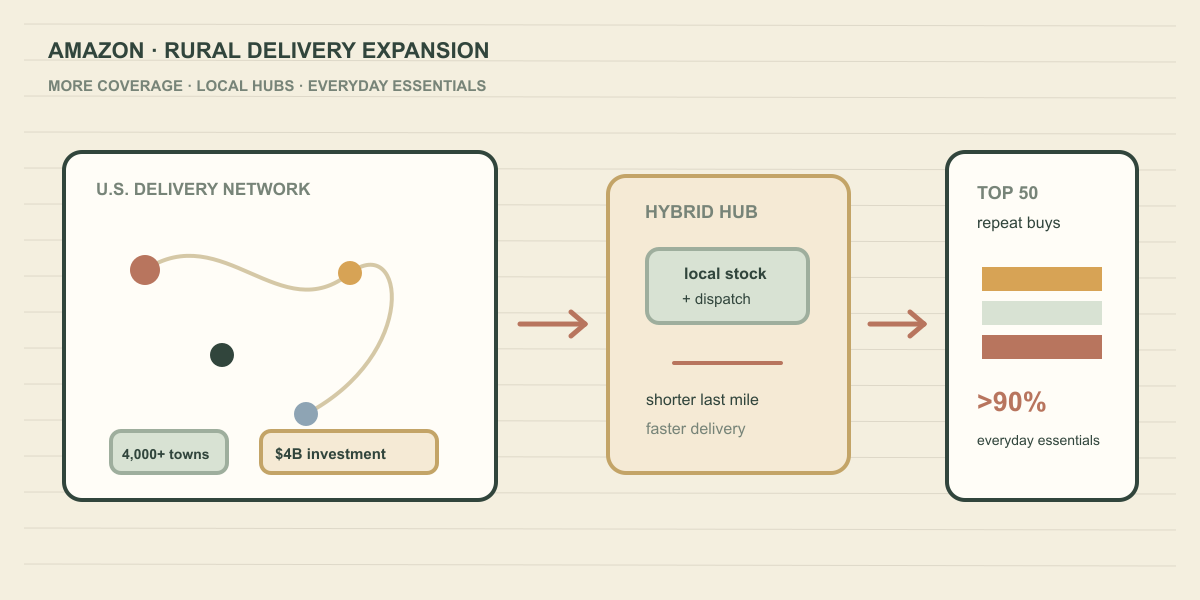 AMAZON · RURAL DELIVERY EXPANSION
MORE COVERAGE · LOCAL HUBS · EVERYDAY ESSENTIALS
U.S. DELIVERY NETWORK
4,000+ towns
$4B investment
HYBRID HUB
local stock
+ dispatch
shorter last mile
faster delivery
TOP 50
repeat buys
>90%
everyday essentials